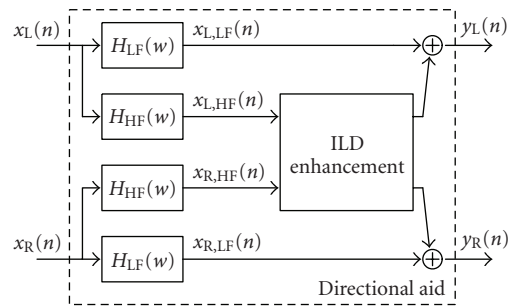 x_L(n)
H_LF(w)
x_L,LF(n)
y_L(n)
H_HF(w)
x_L,HF(n)
ILD
enhancement
H_HF(w)
x_R,HF(n)
x_R(n)
H_LF(w)
x_R,LF(n)
y_R(n)
Directional aid